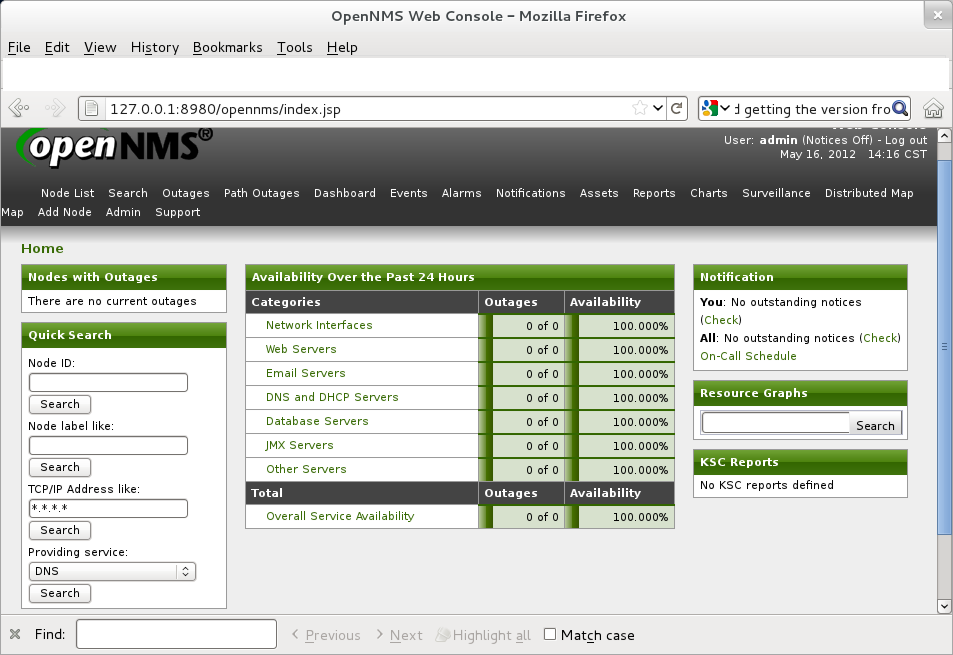 OpenNMS Web Console – Mozilla Firefox
File Edit View History Bookmarks Tools Help
127.0.0.1:8980/opennms/index.jsp
getting the version fro
openNMS®
Web Console
User: admin (Notices Off) - Log out
May 16, 2012 14:16 CST
Node List Search Outages Path Outages Dashboard Events Alarms Notifications Assets Reports Charts Surveillance Distributed Map
Map Add Node Admin Support
Home
Nodes with Outages
There are no current outages
Quick Search
Node ID:
Search
Node label like:
Search
TCP/IP Address like:
*.*.*.*
Search
Providing service:
DNS
Search
Availability Over the Past 24 Hours
Categories Outages Availability
Network Interfaces 0 of 0 100.000%
Web Servers 0 of 0 100.000%
Email Servers 0 of 0 100.000%
DNS and DHCP Servers 0 of 0 100.000%
Database Servers 0 of 0 100.000%
JMX Servers 0 of 0 100.000%
Other Servers 0 of 0 100.000%
Total Outages Availability
Overall Service Availability 0 of 0 100.000%
Notification
You: No outstanding notices
(Check)
All: No outstanding notices (Check)
On-Call Schedule
Resource Graphs
Search
KSC Reports
No KSC reports defined
Find: Previous Next Highlight all Match case